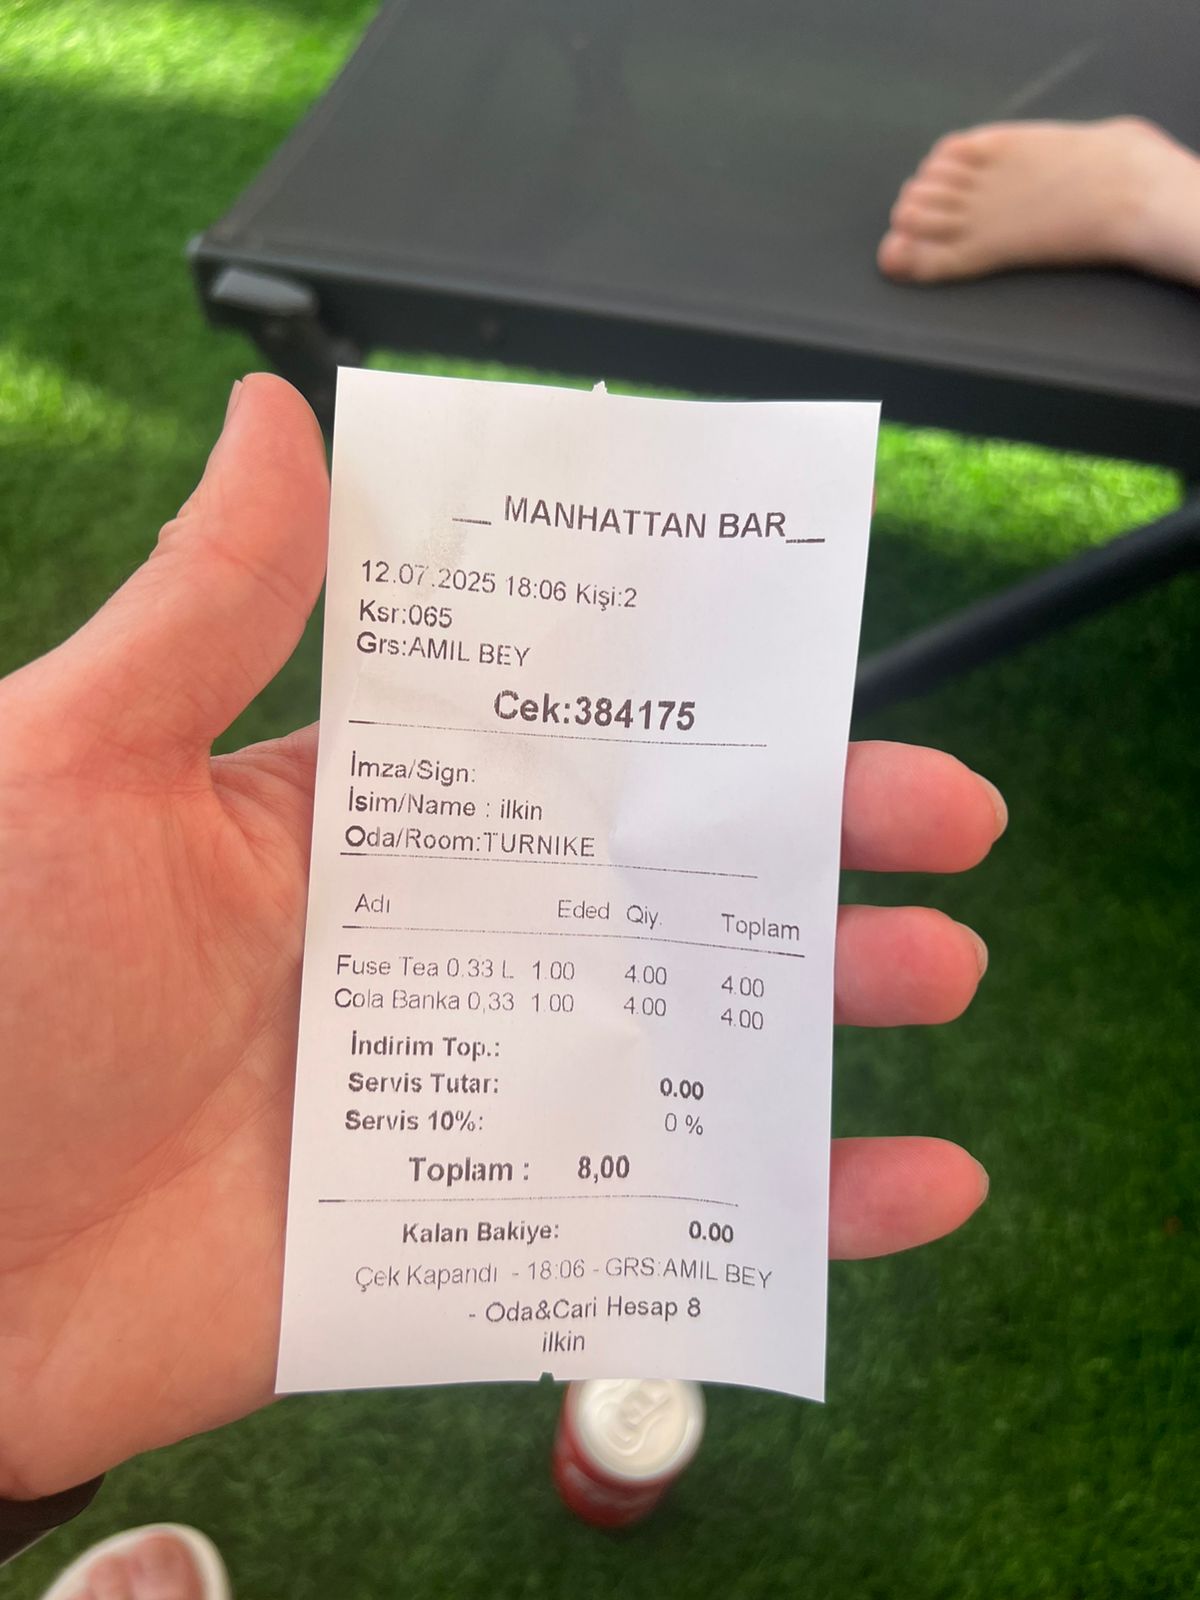 __ MANHATTAN BAR__
12.07.2025 18:06 Kişi:2
Ksr:065
Grs:AMIL BEY
Cek:384175
İmza/Sign:
İsim/Name : ilkin
Oda/Room:TURNIKE
Adı Eded Qiy. Toplam
Fuse Tea 0.33 L 1.00 4.00 4.00
Cola Banka 0,33 1.00 4.00 4.00
İndirim Top.:
Servis Tutar: 0.00
Servis 10%: 0 %
Toplam : 8,00
Kalan Bakiye: 0.00
Çek Kapandı - 18:06 - GRS:AMIL BEY
- Oda&Cari Hesap 8
ilkin